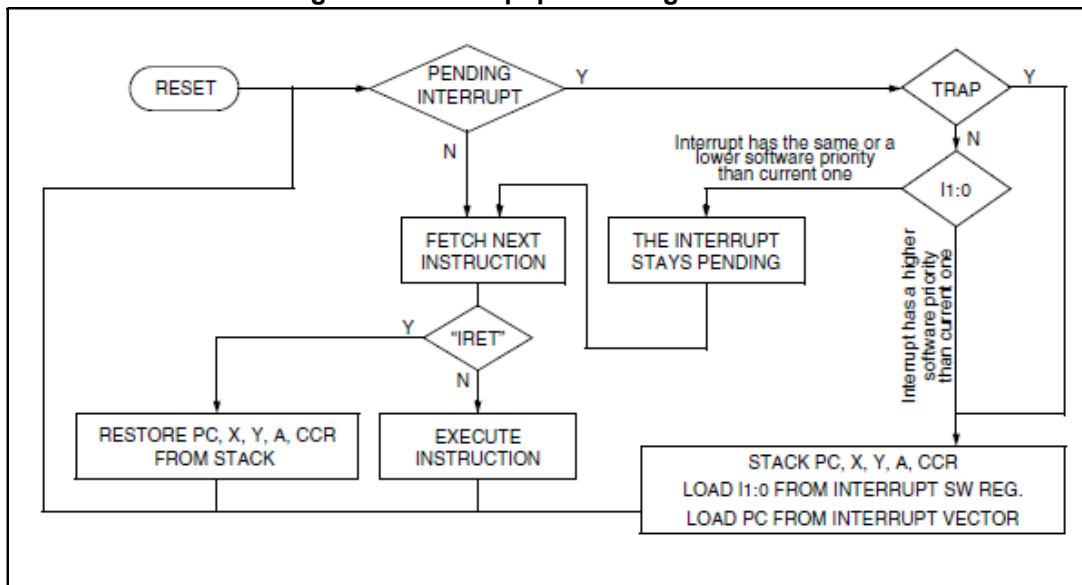 RESET
PENDING
INTERRUPT
Y
TRAP
Y
N
N
Interrupt has the same or a
lower software priority
than current one
I1:0
FETCH NEXT
INSTRUCTION
THE INTERRUPT
STAYS PENDING
Interrupt has a higher
software priority
than current one
Y
"IRET"
N
RESTORE PC, X, Y, A, CCR
FROM STACK
EXECUTE
INSTRUCTION
STACK PC, X, Y, A, CCR
LOAD I1:0 FROM INTERRUPT SW REG.
LOAD PC FROM INTERRUPT VECTOR